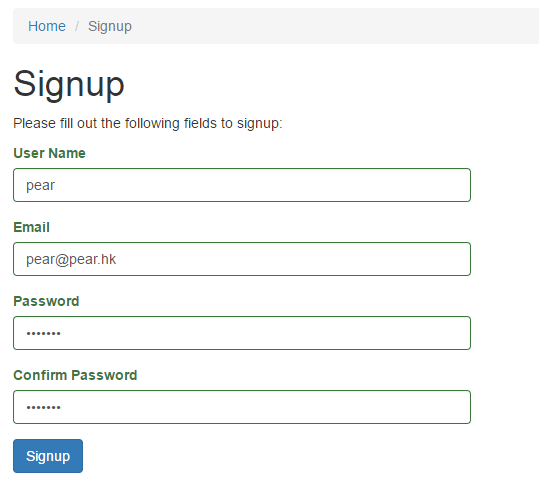 Home / Signup
Signup
Please fill out the following fields to signup:
User Name
pear
Email
pear@pear.hk
Password
•••••••
Confirm Password
•••••••
Signup